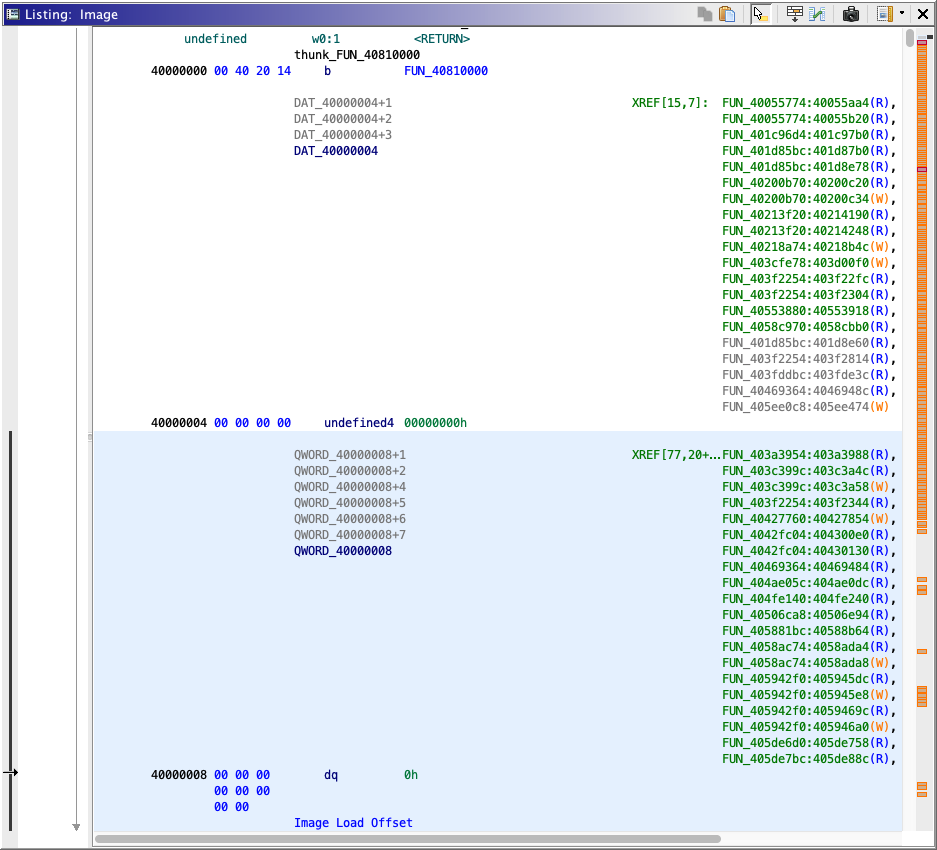 Listing: Image
undefined w0:1 <RETURN>
thunk_FUN_40810000
40000000 00 40 20 14 b FUN_40810000
DAT_40000004+1 XREF[15,7]: FUN_40055774:40055aa4(R),
DAT_40000004+2 FUN_40055774:40055b20(R),
DAT_40000004+3 FUN_401c96d4:401c97b0(R),
DAT_40000004 FUN_401d85bc:401d87b0(R),
FUN_401d85bc:401d8e78(R),
FUN_40200b70:40200c20(R),
FUN_40200b70:40200c34(W),
FUN_40213f20:40214190(R),
FUN_40213f20:40214248(R),
FUN_40218a74:40218b4c(W),
FUN_403cfe78:403d00f0(W),
FUN_403f2254:403f22fc(R),
FUN_403f2254:403f2304(R),
FUN_40553880:40553918(R),
FUN_4058c970:4058cbb0(R),
FUN_401d85bc:401d8e60(R),
FUN_403f2254:403f2814(R),
FUN_403fddbc:403fde3c(R),
FUN_40469364:4046948c(R),
FUN_405ee0c8:405ee474(W)
40000004 00 00 00 00 undefined4 00000000h
QWORD_40000008+1 XREF[77,20+...FUN_403a3954:403a3988(R),
QWORD_40000008+2 FUN_403c399c:403c3a4c(R),
QWORD_40000008+4 FUN_403c399c:403c3a58(W),
QWORD_40000008+5 FUN_403f2254:403f2344(R),
QWORD_40000008+6 FUN_40427760:40427854(W),
QWORD_40000008+7 FUN_4042fc04:404300e0(R),
QWORD_40000008 FUN_4042fc04:40430130(R),
FUN_40469364:40469484(R),
FUN_404ae05c:404ae0dc(R),
FUN_404fe140:404fe240(R),
FUN_40506ca8:40506e94(R),
FUN_405881bc:40588b64(R),
FUN_4058ac74:4058ada4(R),
FUN_4058ac74:4058ada8(W),
FUN_405942f0:405945dc(R),
FUN_405942f0:405945e8(W),
FUN_405942f0:4059469c(R),
FUN_405942f0:405946a0(W),
FUN_405de6d0:405de758(R),
FUN_405de7bc:405de88c(R),
40000008 00 00 00 dq 0h
00 00 00
00 00
Image Load Offset